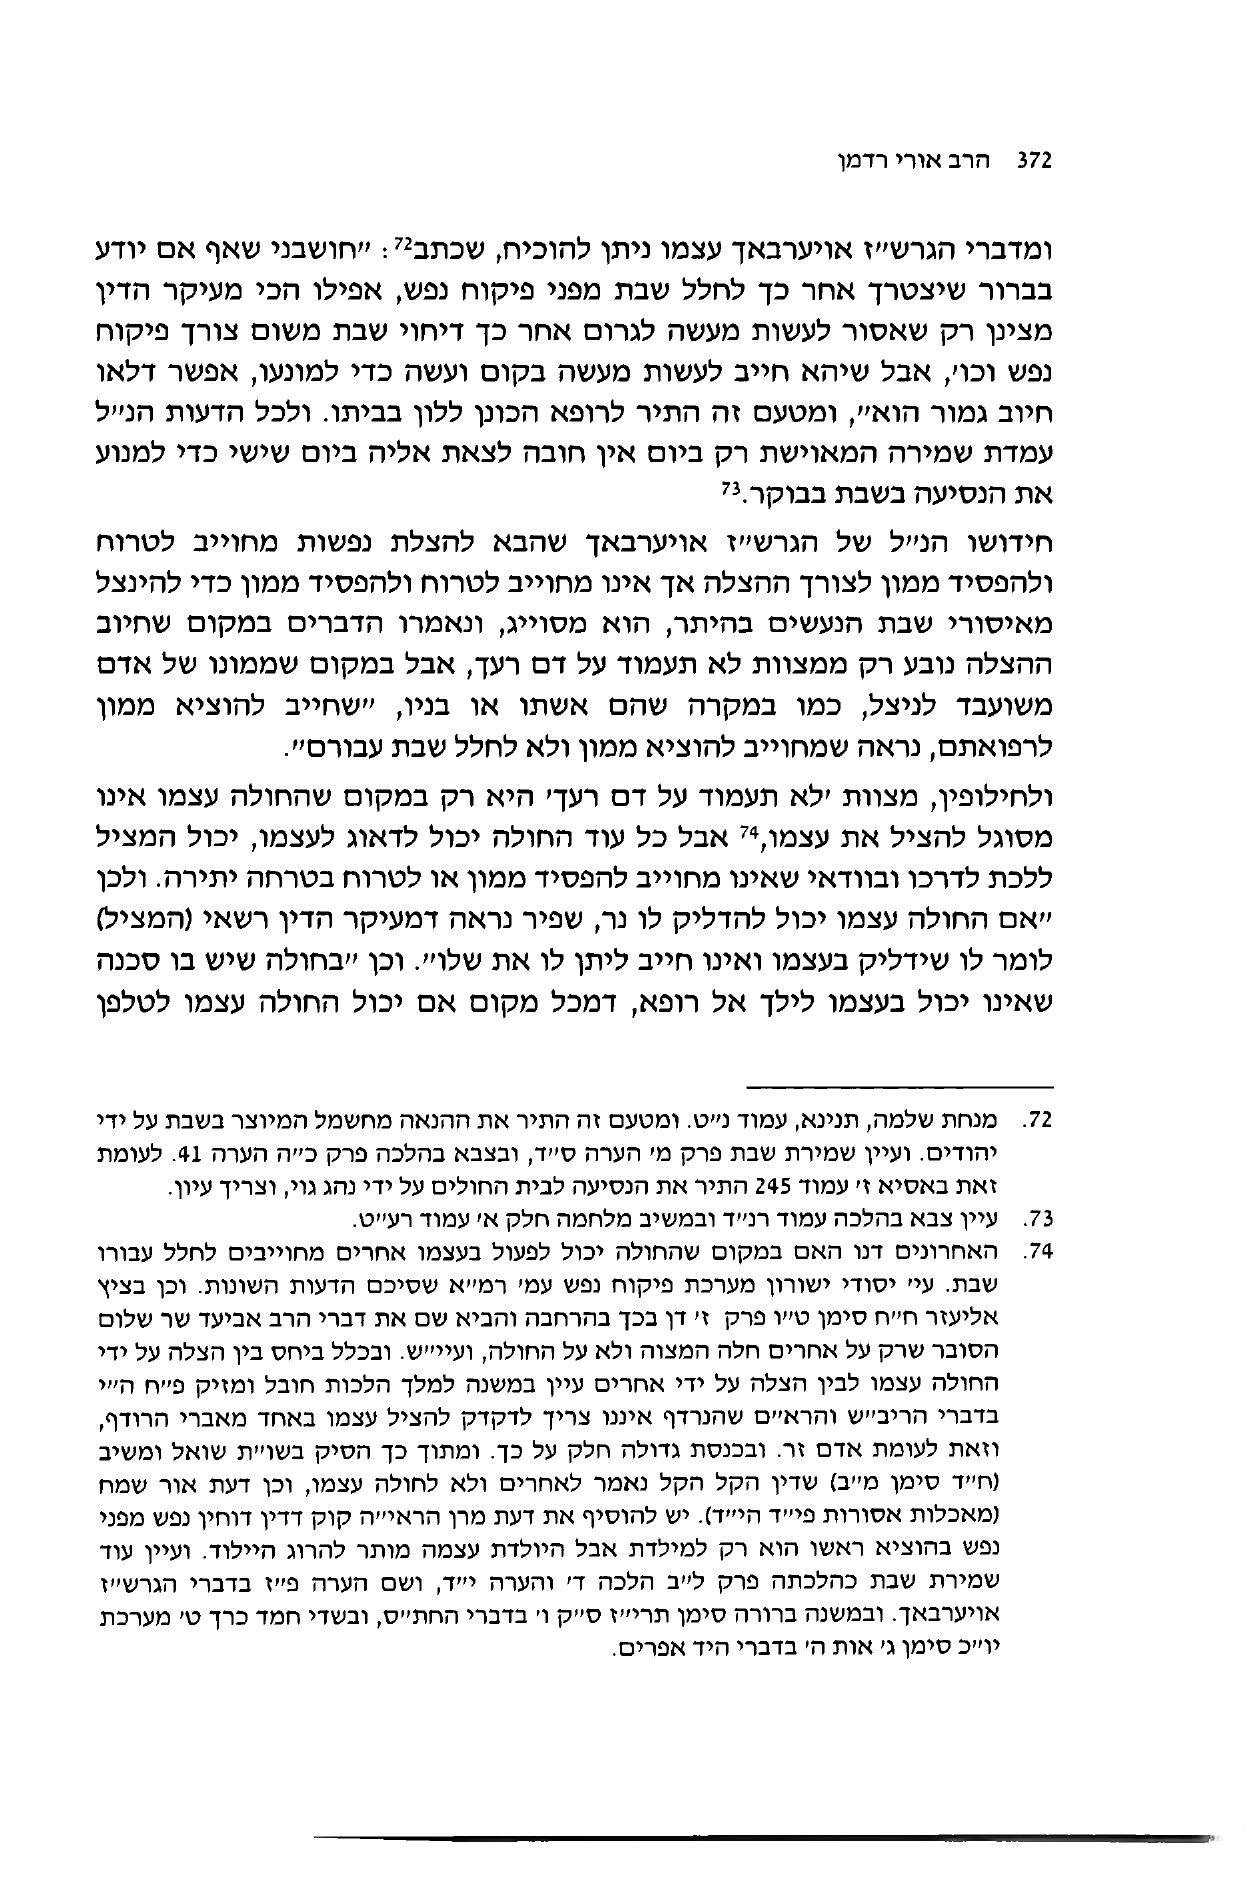 372 הרב אורי רדמן
ומדברי הגרש״ז אויערבאך עצמו ניתן להוכיח, שכתב72: ״חושבני שאף אם יודע
בברור שיצטרך אחר כך לחלל שבת מפני פיקוח נפש, אפילו הכי מעיקר הדין
מצינן רק שאסור לעשות מעשה לגרום אחר כך דיחוי שבת משום צורך פיקוח
נפש וכו׳, אבל שיהא חייב לעשות מעשה בקום ועשה כדי למונעו, אפשר דלאו
חיוב גמור הוא״, ומטעם זה התיר לרופא הכונן ללון בביתו. ולכל הדעות הנ״ל
עמדת שמירה המאוישת רק ביום אין חובה לצאת אליה ביום שישי כדי למנוע
את הנסיעה בשבת בבוקר.73
חידושו הנ״ל של הגרש״ז אויערבאך שהבא להצלת נפשות מחוייב לטרוח
ולהפסיד ממון לצורך ההצלה אך אינו מחוייב לטרוח ולהפסיד ממון כדי להינצל
מאיסורי שבת הנעשים בהיתר, הוא מסוייג, ונאמרו הדברים במקום שחיוב
ההצלה נובע רק ממצוות לא תעמוד על דם רעך, אבל במקום שממונו של אדם
משועבד לניצל, כמו במקרה שהם אשתו או בניו, ״שחייב להוציא ממון
לרפואתם, נראה שמחוייב להוציא ממון ולא לחלל שבת עבורם״.
ולחילופין, מצוות ׳לא תעמוד על דם רעך׳ היא רק במקום שהחולה עצמו אינו
מסוגל להציל את עצמו,74 אבל כל עוד החולה יכול לדאוג לעצמו, יכול המציל
ללכת לדרכו ובוודאי שאינו מחוייב להפסיד ממון או לטרוח בטרחה יתירה. ולכן
״אם החולה עצמו יכול להדליק לו נר, שפיר נראה דמעיקר הדין רשאי (המציל)
לומר לו שידליק בעצמו ואינו חייב ליתן לו את שלו״. וכן ״בחולה שיש בו סכנה
שאינו יכול בעצמו לילך אל רופא, דמכל מקום אם יכול החולה עצמו לטלפן
72. מנחת שלמה, תנינא, עמוד נ״ט. ומטעם זה התיר את ההנאה מחשמל המיוצר בשבת על ידי
יהודים. ועיין שמירת שבת פרק מ׳ הערה ס״ד, ובצבא בהלכה פרק כ״ה הערה 41. לעומת
זאת באסיא ז׳ עמוד 245 התיר את הנסיעה לבית החולים על ידי נהג גוי, וצריך עיון.
73. עיין צבא בהלכה עמוד רנ״ד ובמשיב מלחמה חלק א׳ עמוד רע״ט.
74. האחרונים דנו האם במקום שהחולה יכול לפעול בעצמו אחרים מחוייבים לחלל עבורו
שבת. עי׳ יסודי ישורון מערכת פיקוח נפש עמ׳ רמ״א שסיכם הדעות השונות. וכן בציץ
אליעזר ח״ח סימן ט״ו פרק ז׳ דן בכך בהרחבה והביא שם את דברי הרב אביעד שר שלום
הסובר שרק על אחרים חלה המצוה ולא על החולה, ועיי״ש. ובכלל ביחס בין הצלה על ידי
החולה עצמו לבין הצלה על ידי אחרים עיין במשנה למלך הלכות חובל ומזיק פ״ח ה״י
בדברי הריב״ש והרא״ם שהנרדף איננו צריך לדקדק להציל עצמו באחד מאברי הרודף,
וזאת לעומת אדם זר. ובכנסת גדולה חלק על כך. ומתוך כך הסיק בשו״ת שואל ומשיב
(ח״ד סימן מ״ב) שדין הקל הקל נאמר לאחרים ולא לחולה עצמו, וכן דעת אור שמח
(מאכלות אסורות פי״ד הי״ד). יש להוסיף את דעת מרן הראי״ה קוק דדין דוחין נפש מפני
נפש בהוציא ראשו הוא רק למילדת אבל היולדת עצמה מותר להרוג היילוד. ועיין עוד
שמירת שבת כהלכתה פרק ל״ב הלכה ד׳ והערה י״ד, ושם הערה פ״ז בדברי הגרש״ז
אויערבאך. ובמשנה ברורה סימן תרי״ז ס״ק ו׳ בדברי החת״ס, ובשדי חמד כרך ט׳ מערכת
יו״כ סימן ג׳ אות ה׳ בדברי היד אפרים.